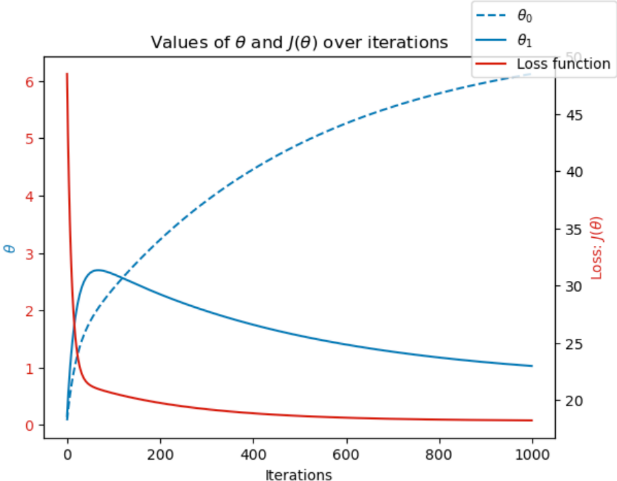 θ₀
θ₁
Loss function
Values of θ and J(θ) over iterations
6
5
4
3
2
1
0
θ
50
45
40
35
30
25
20
Loss: J(θ)
0 200 400 600 800 1000
Iterations